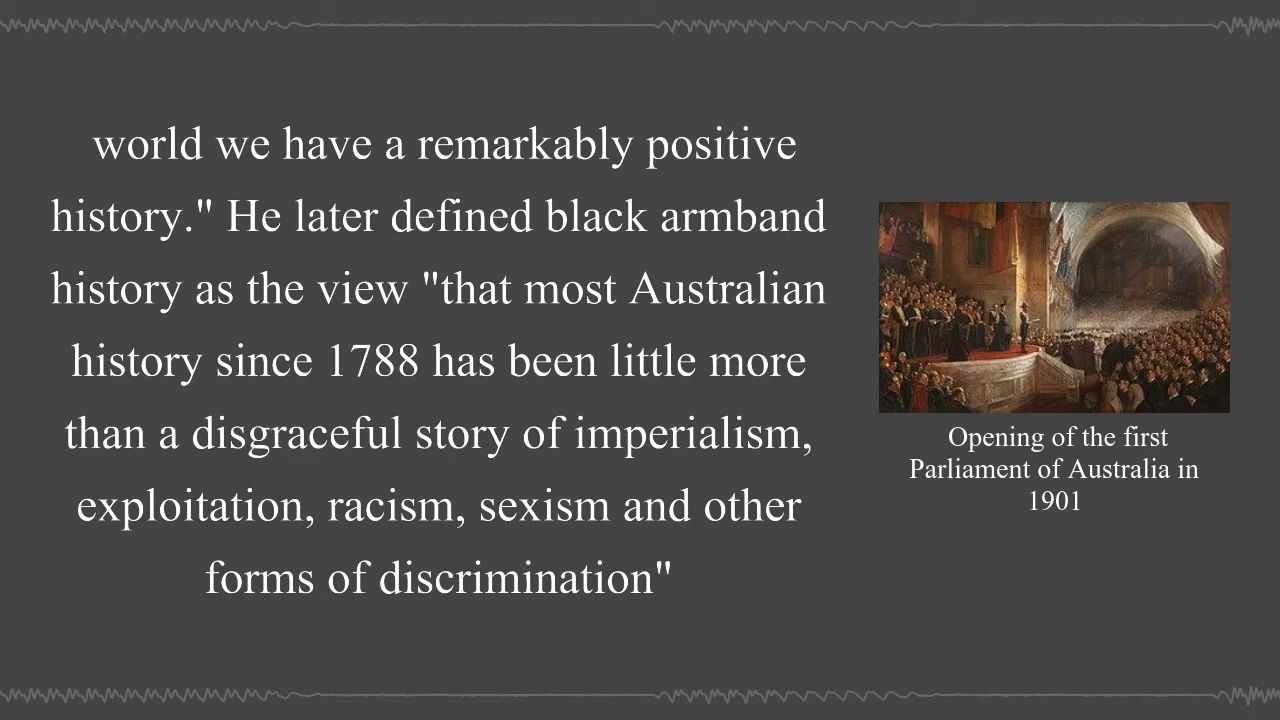 world we have a remarkably positive
history." He later defined black armband
history as the view "that most Australian
history since 1788 has been little more
than a disgraceful story of imperialism,
exploitation, racism, sexism and other
forms of discrimination"
Opening of the first
Parliament of Australia in
1901